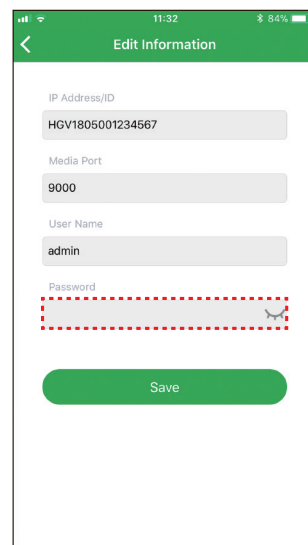 11:32
84%
Edit Information
IP Address/ID
HGV1805001234567
Media Port
9000
User Name
admin
Password
Save